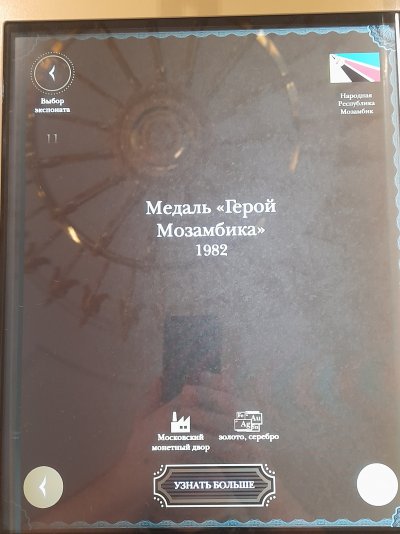 Выбор
экспоната
11
Народная
Республика
Мозамбик
Медаль «Герой
Мозамбика»
1982
Московский
монетный двор
Au
Ag
золото, серебро
УЗНАТЬ БОЛЬШЕ